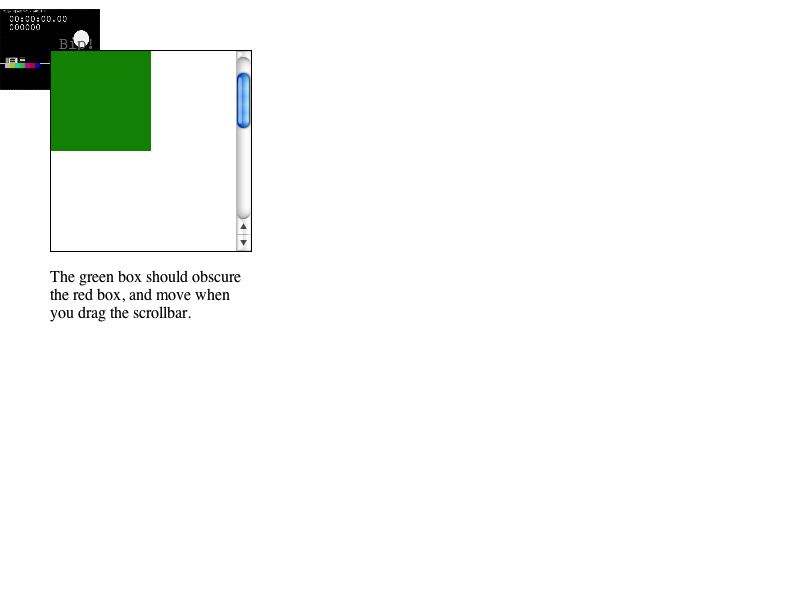 00:00:00.00
000000
Bip!
The green box should obscure
the red box, and move when
you drag the scrollbar.